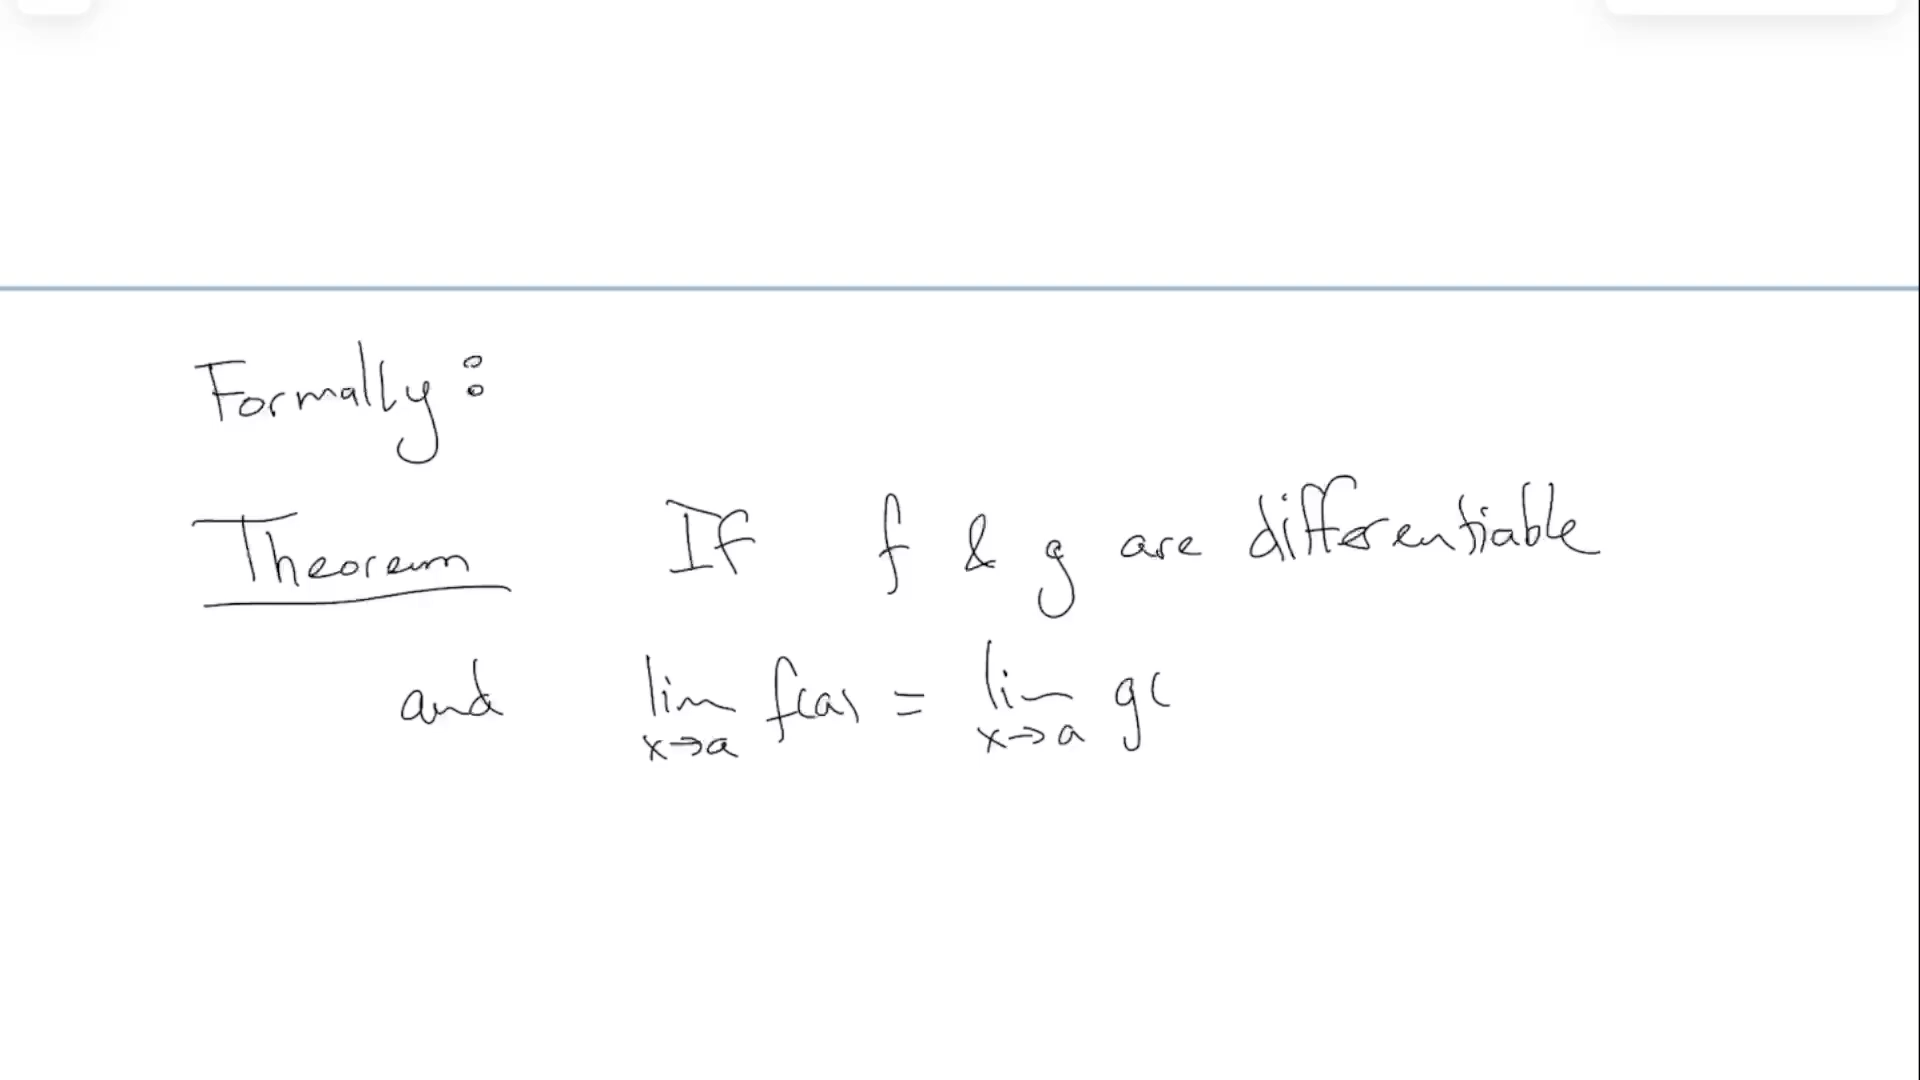 Formally:
Theorem If f & g are differentiable
and lim x→a f(a) = lim x→a g(